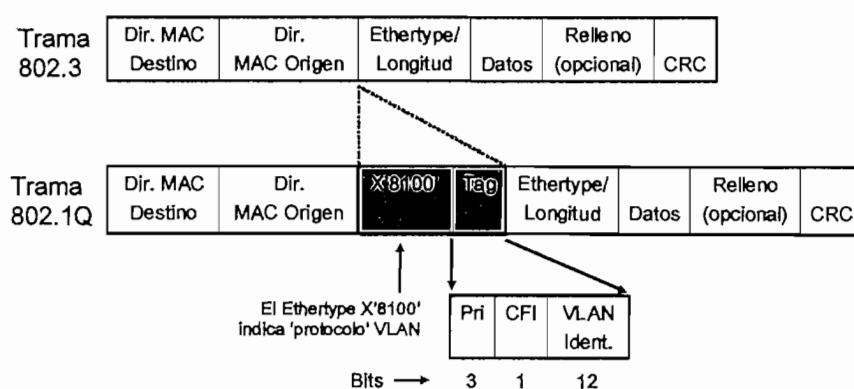 Trama
802.3
Dir. MAC
Destino
Dir.
MAC Origen
Ethertype/
Longitud
Datos
Relleno
(opcional)
CRC
Trama
802.1Q
Dir. MAC
Destino
Dir.
MAC Origen
X'8100'
Tag
Ethertype/
Longitud
Datos
Relleno
(opcional)
CRC
El Ethertype X'8100'
indica 'protocolo' VLAN
Pri
CFI
VLAN
Ident.
Bits
3
1
12